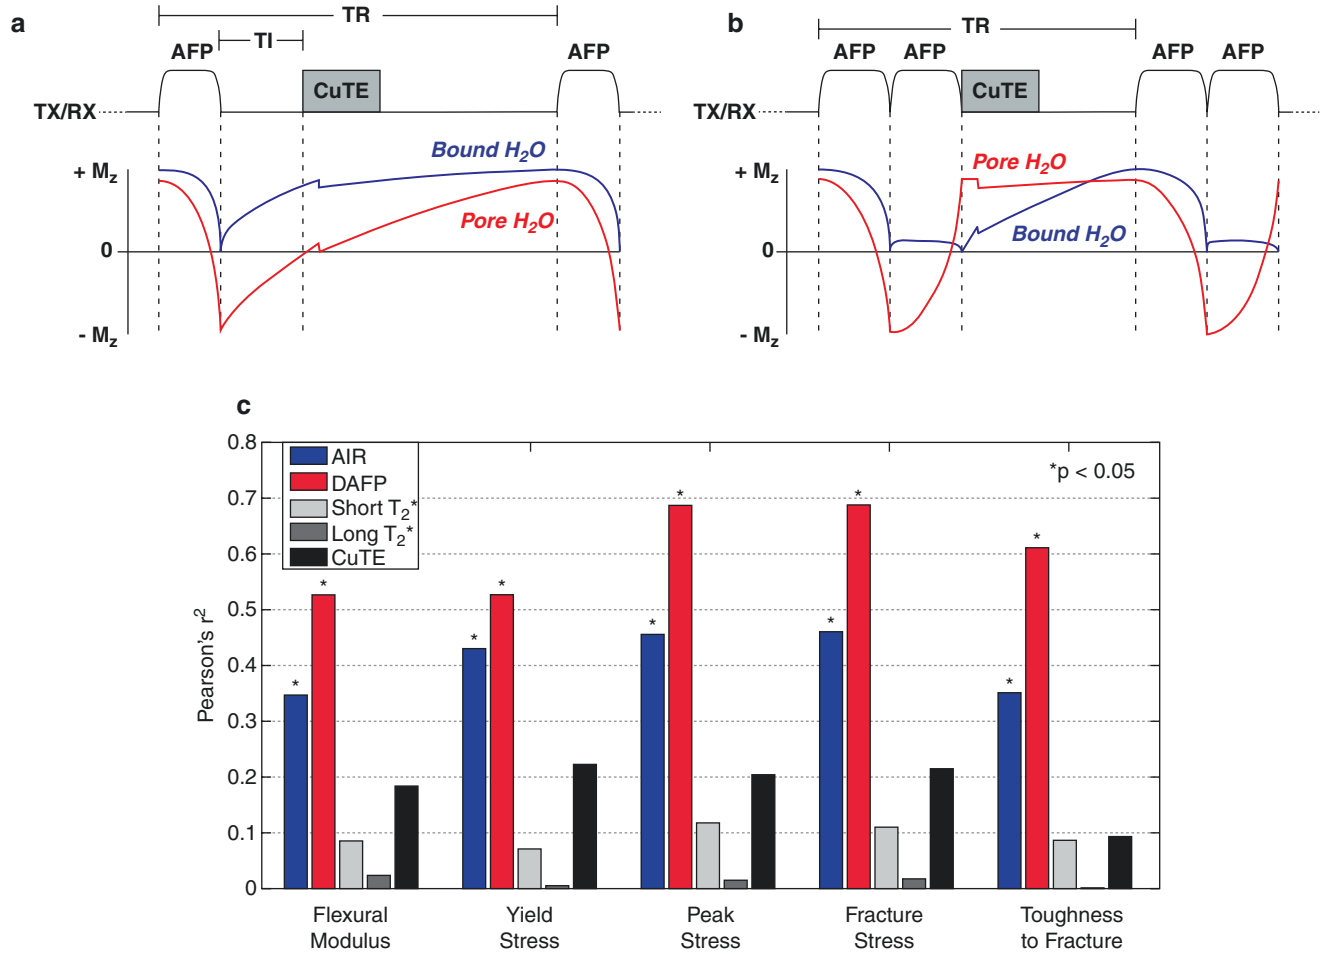 a
TR
TI
AFP
AFP
CuTE
TX/RX
+ Mz
Bound H2O
Pore H2O
0
- Mz
b
TR
AFP
AFP
AFP
AFP
CuTE
TX/RX
+ Mz
Pore H2O
Bound H2O
0
- Mz
c
0.8
0.7
0.6
0.5
0.4
0.3
0.2
0.1
0
Pearson's r2
AIR
DAFP
Short T2*
Long T2*
CuTE
*p < 0.05
* * * * * * * * * *
Flexural
Modulus
Yield
Stress
Peak
Stress
Fracture
Stress
Toughness
to Fracture